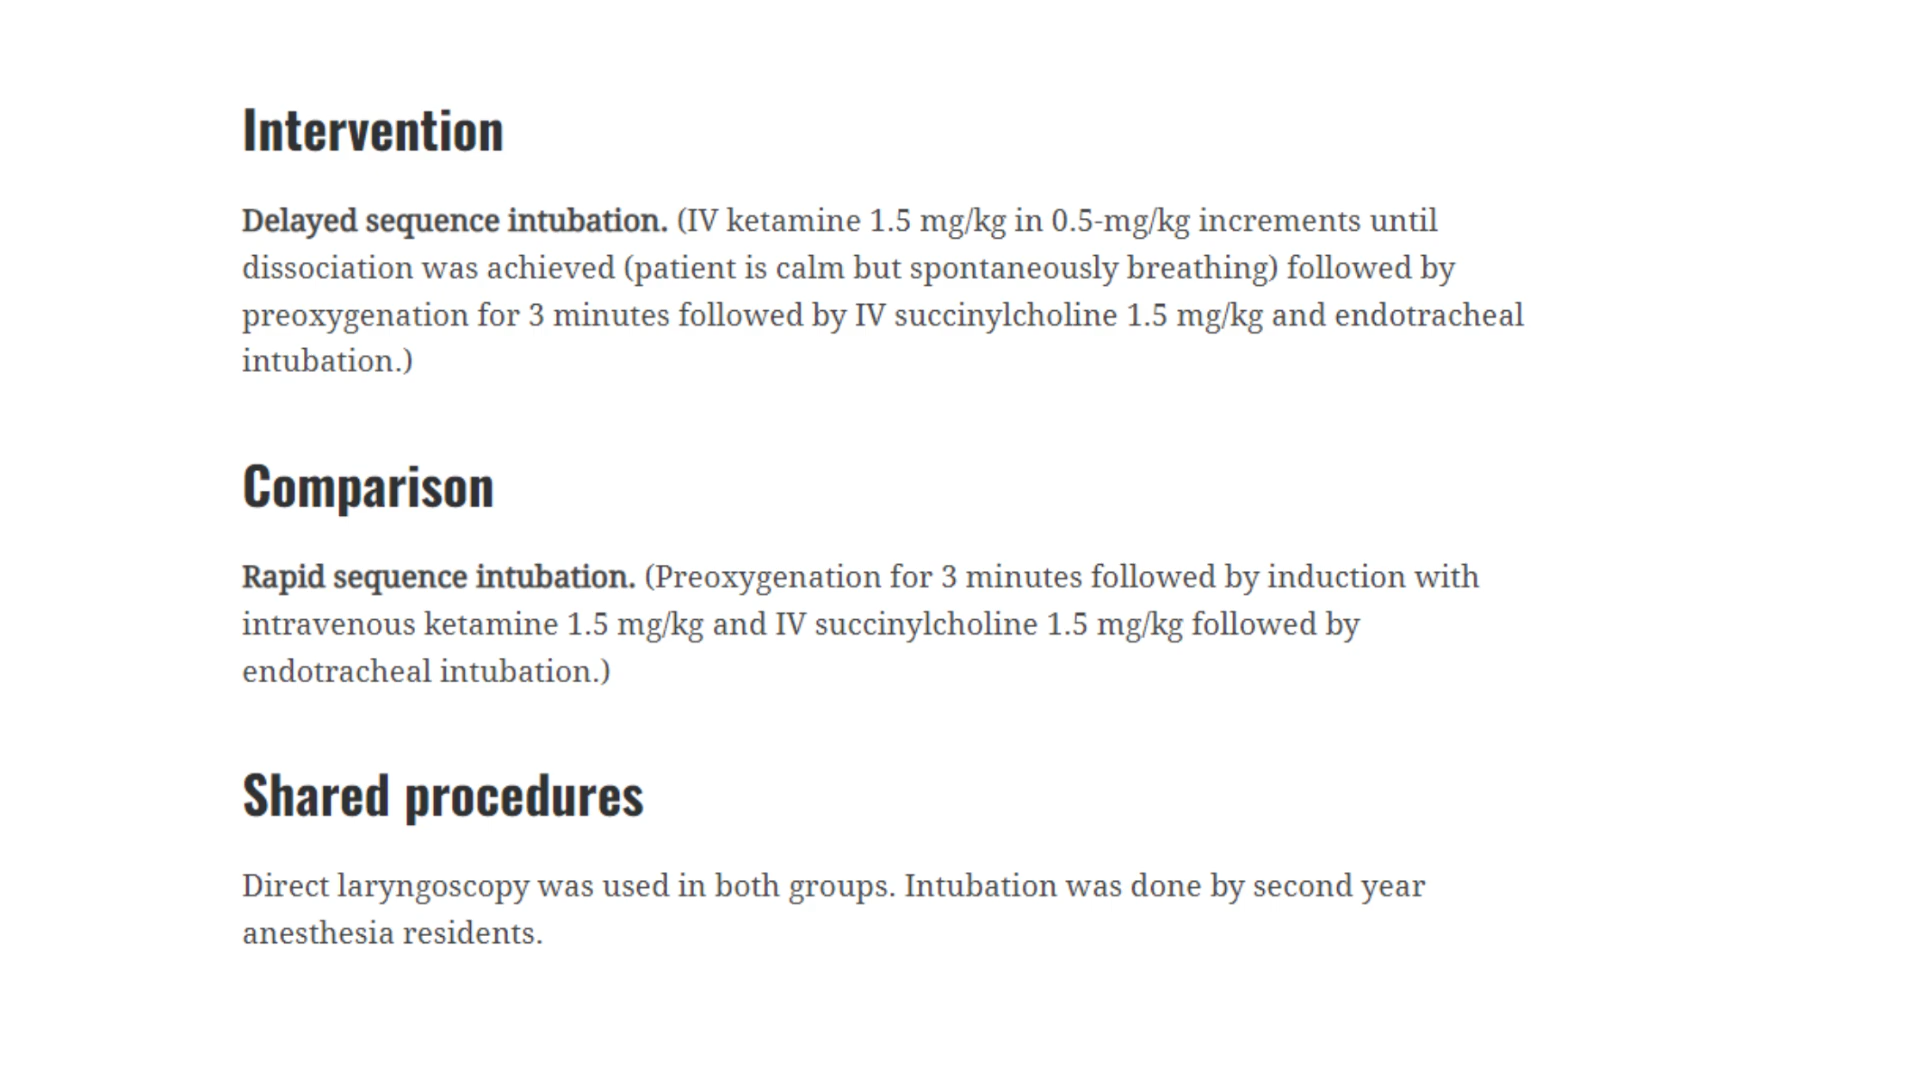 Intervention
Delayed sequence intubation. (IV ketamine 1.5 mg/kg in 0.5-mg/kg increments until
dissociation was achieved (patient is calm but spontaneously breathing) followed by
preoxygenation for 3 minutes followed by IV succinylcholine 1.5 mg/kg and endotracheal
intubation.)
Comparison
Rapid sequence intubation. (Preoxygenation for 3 minutes followed by induction with
intravenous ketamine 1.5 mg/kg and IV succinylcholine 1.5 mg/kg followed by
endotracheal intubation.)
Shared procedures
Direct laryngoscopy was used in both groups. Intubation was done by second year
anesthesia residents.